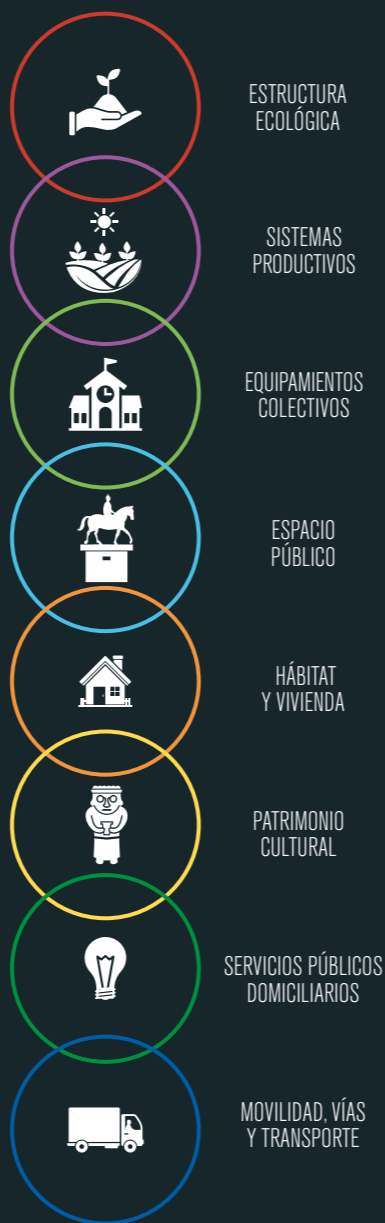 ESTRUCTURA
ECOLÓGICA
SISTEMAS
PRODUCTIVOS
EQUIPAMIENTOS
COLECTIVOS
ESPACIO
PÚBLICO
HÁBITAT
Y VIVIENDA
PATRIMONIO
CULTURAL
SERVICIOS PÚBLICOS
DOMICILIARIOS
MOVILIDAD, VÍAS
Y TRANSPORTE